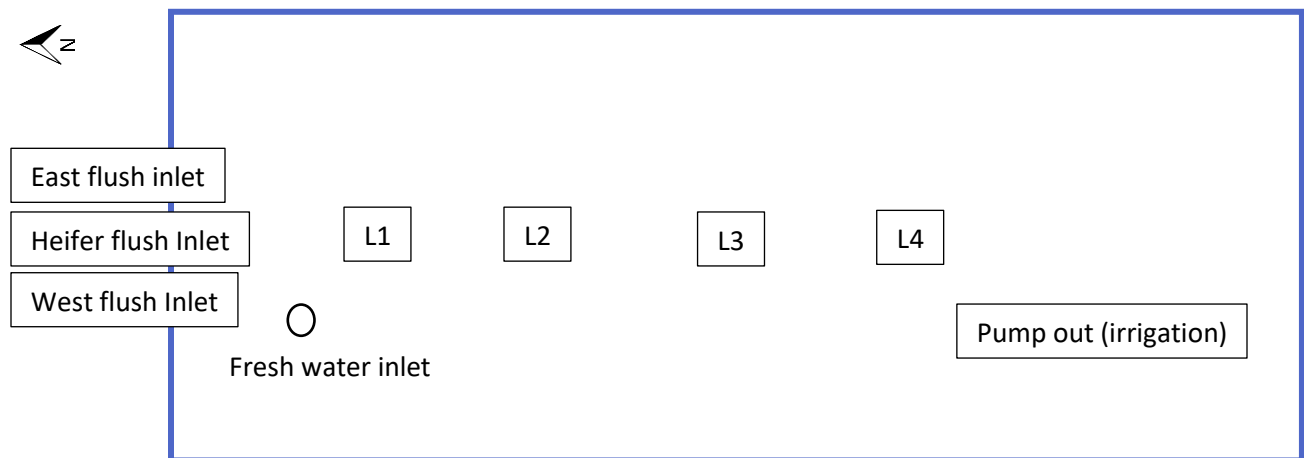 N
East flush inlet
Heifer flush Inlet
West flush Inlet
L1
L2
L3
L4
Fresh water inlet
Pump out (irrigation)